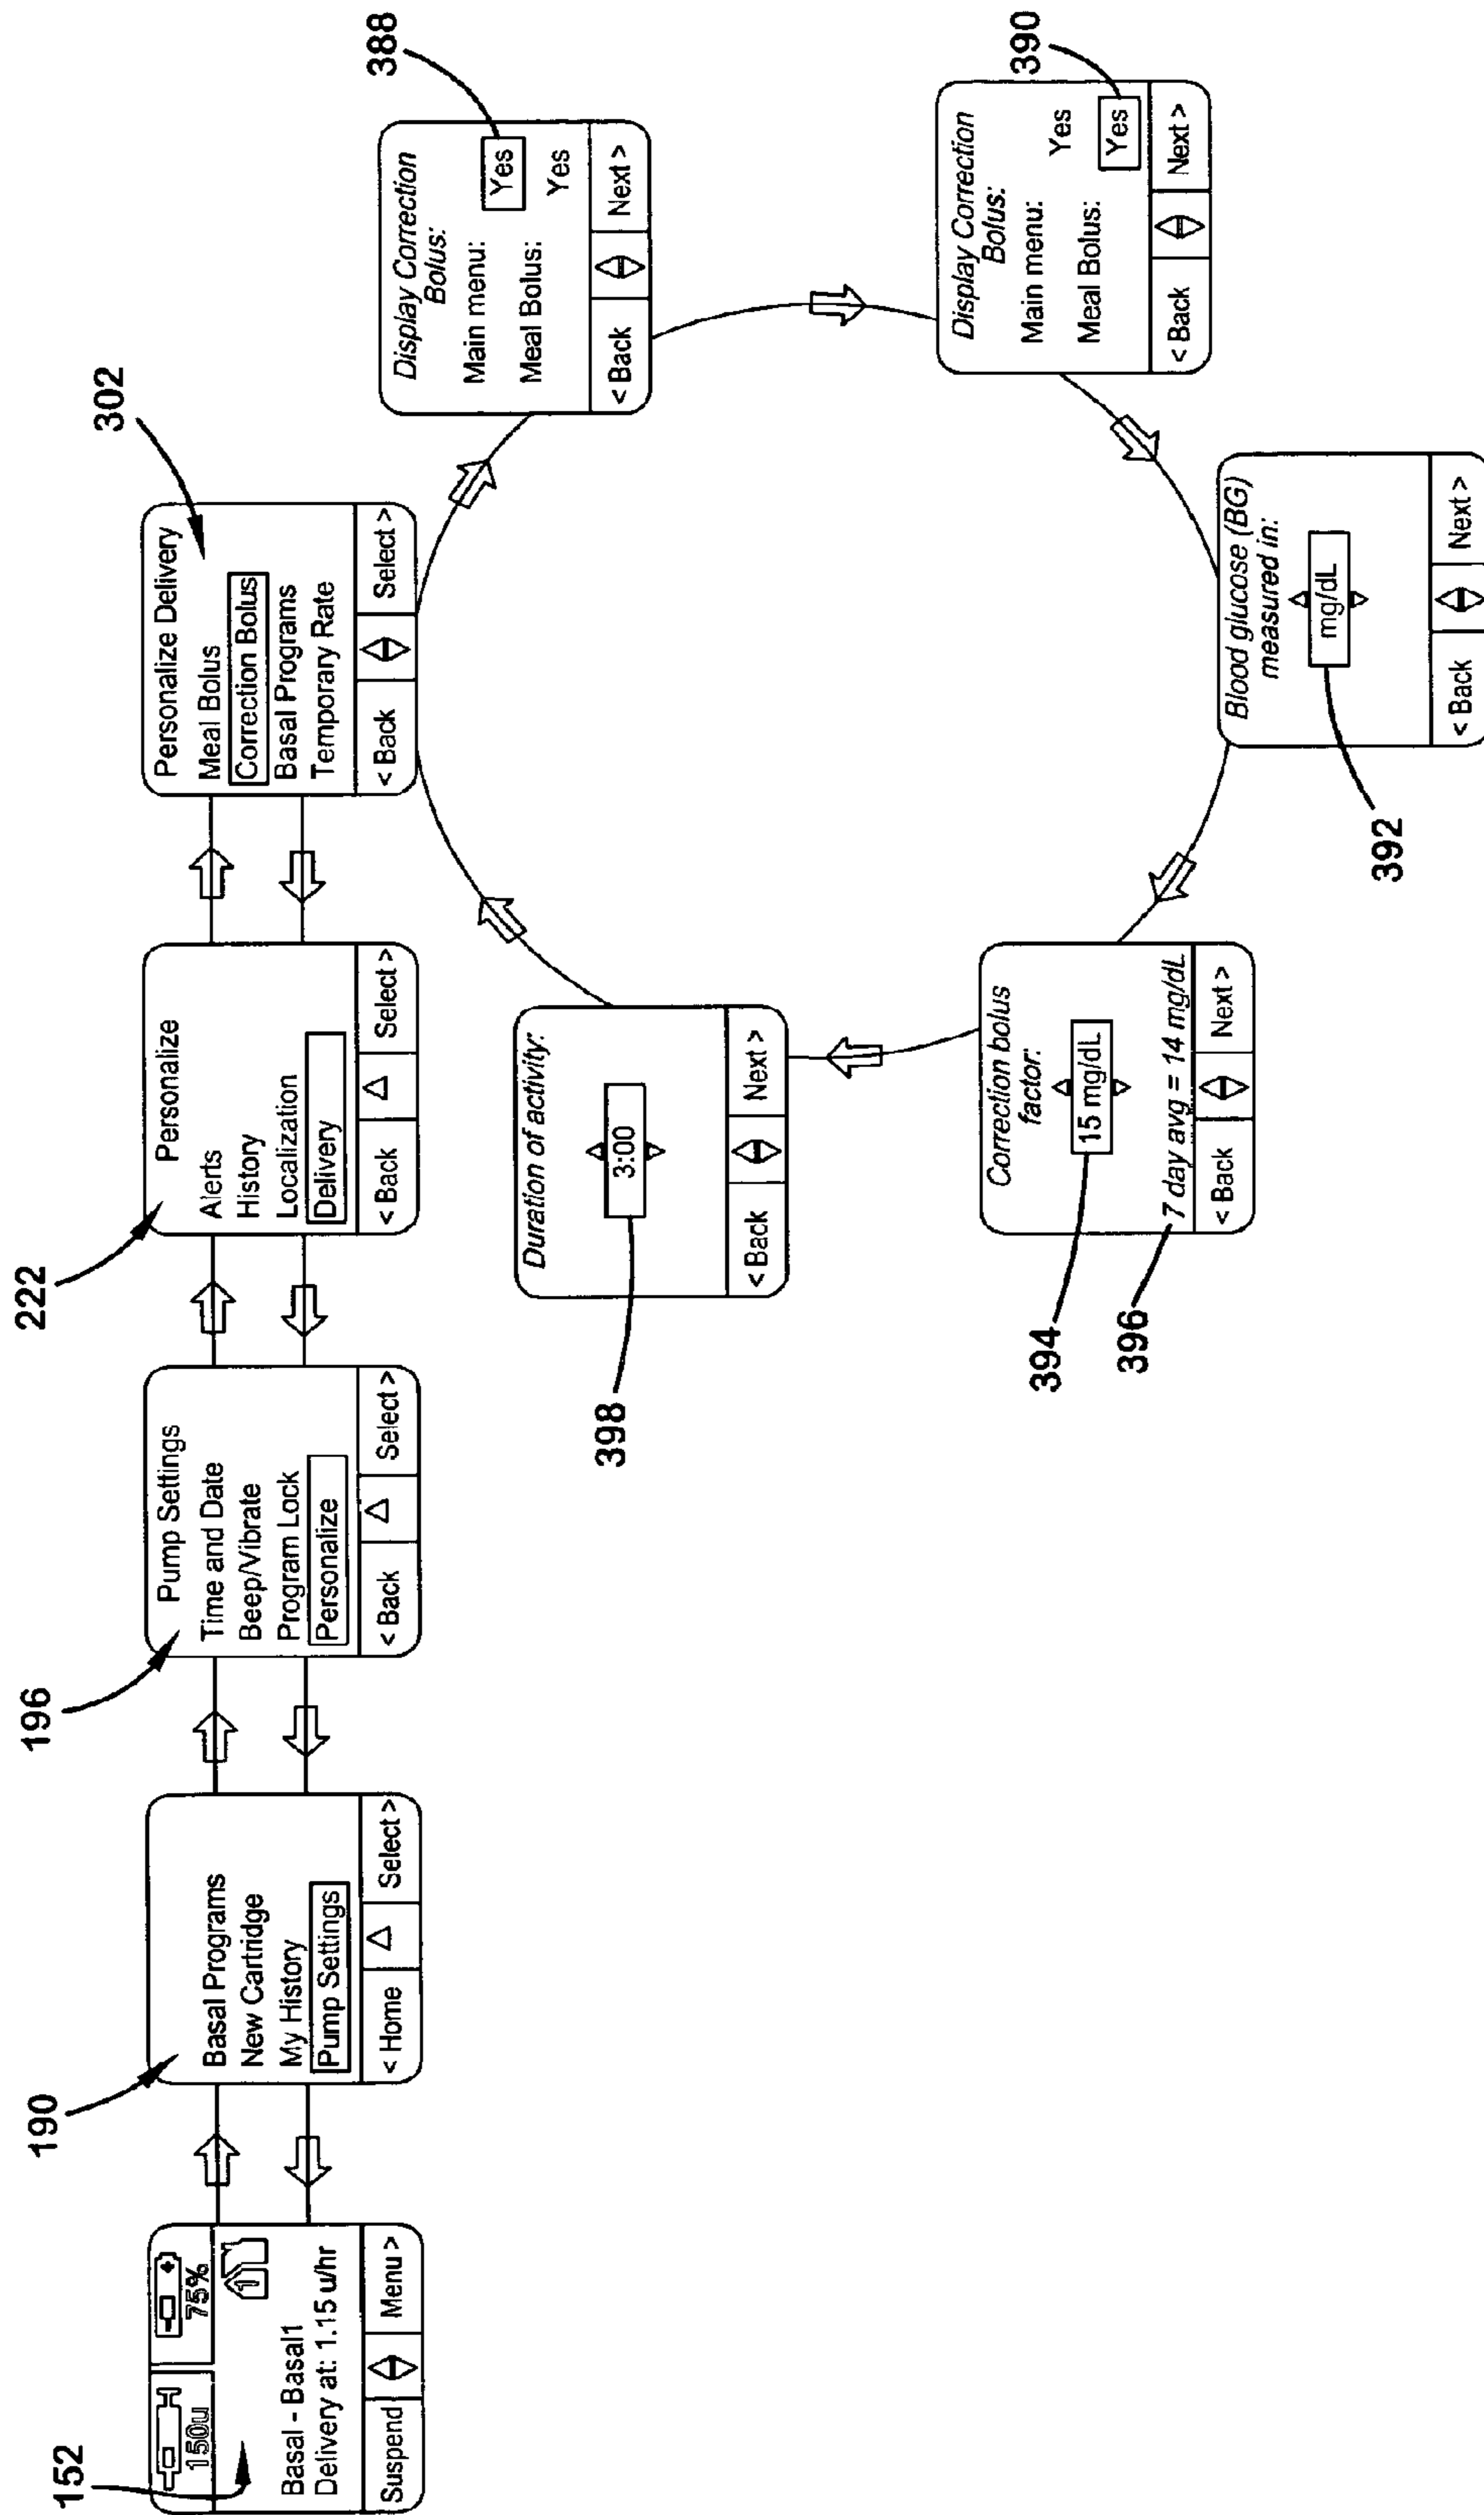 152
150u
75%
1
Basal - Basal1
Delivery at: 1.15 u/hr
Suspend
Menu >
190
Basal Programs
New Cartridge
My History
Pump Settings
< Home
Select >
196
Pump Settings
Time and Date
Beep/Vibrate
Program Lock
Personalize
< Back
Select >
222
Personalize
Alerts
History
Localization
Delivery
< Back
Select >
302
Personalize Delivery
Meal Bolus
Correction Bolus
Basal Programs
Temporary Rate
< Back
Select >
388
Display Correction
Bolus:
Main menu: Yes
Meal Bolus: Yes
< Back
Next >
390
Display Correction
Bolus:
Main menu: Yes
Meal Bolus: Yes
< Back
Next >
392
Blood glucose (BG)
measured in:
mg/dL
< Back
Next >
394
396
Correction bolus
factor:
15 mg/dL
7 day avg = 14 mg/dL
< Back
Next >
398
Duration of activity:
3:00
< Back
Next >